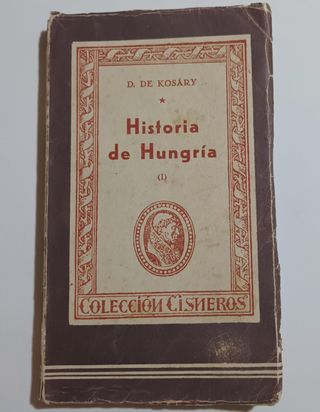 D. DE KOSÁRY
Historia
de Hungría
(I)
COLECCIÓN CISNEROS